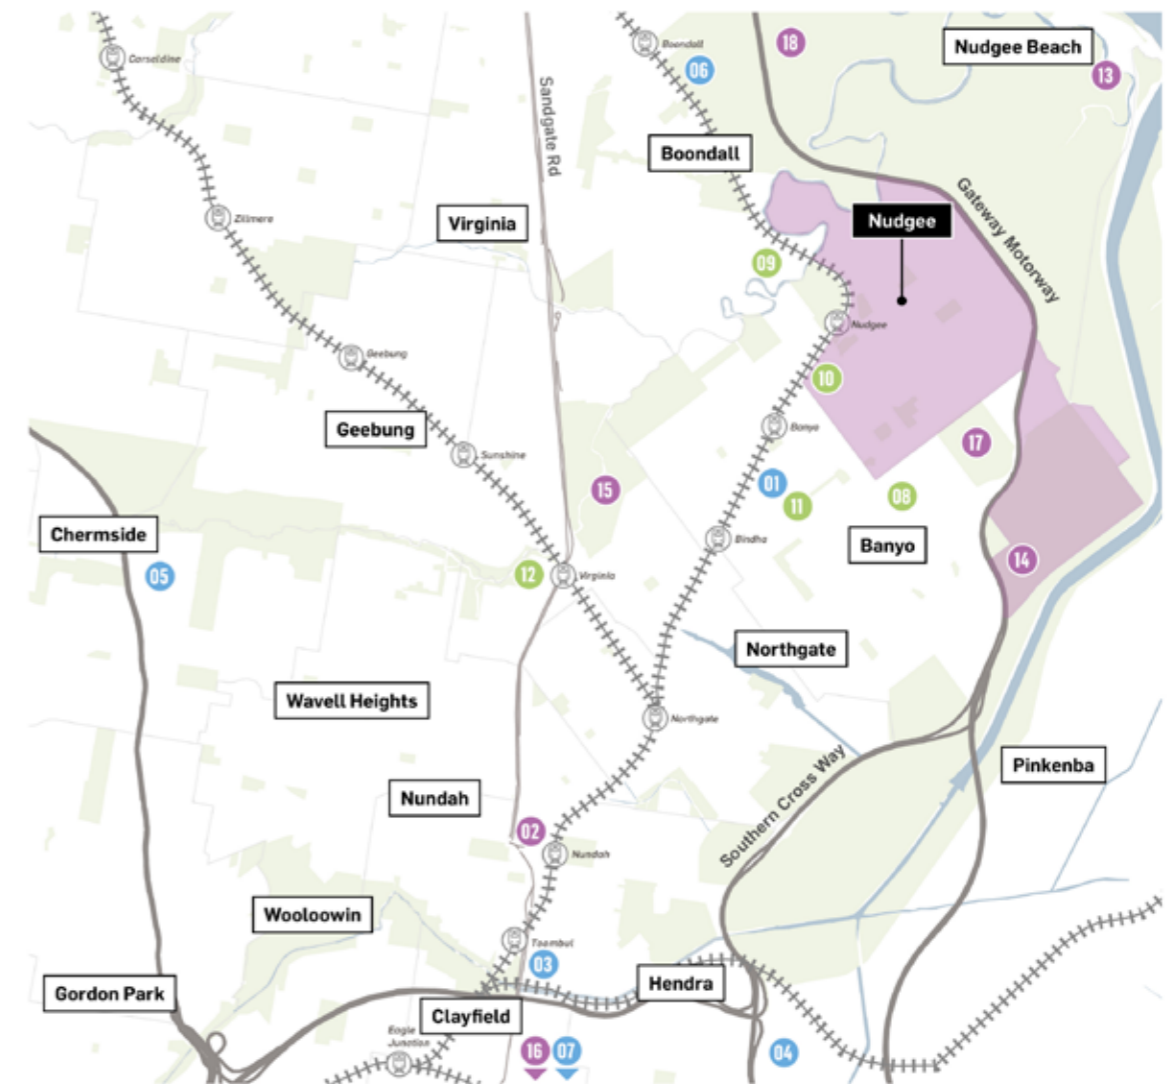 Carseldine
Boondall
18
Nudgee Beach
13
06
Sandgate Rd
Boondall
Gateway Motorway
Zillmere
Virginia
Nudgee
09
Nudgee
Geebung
10
Geebung
Banyo
17
Sunshine
01
15
11
08
Chermside
Bindha
Banyo
14
05
12
Virginia
Northgate
Wavell Heights
Northgate
Southern Cross Way
Pinkenba
Nundah
02
Nundah
Wooloowin
Toombul
03
Gordon Park
Hendra
Clayfield
Eagle
Junction
16
07
04